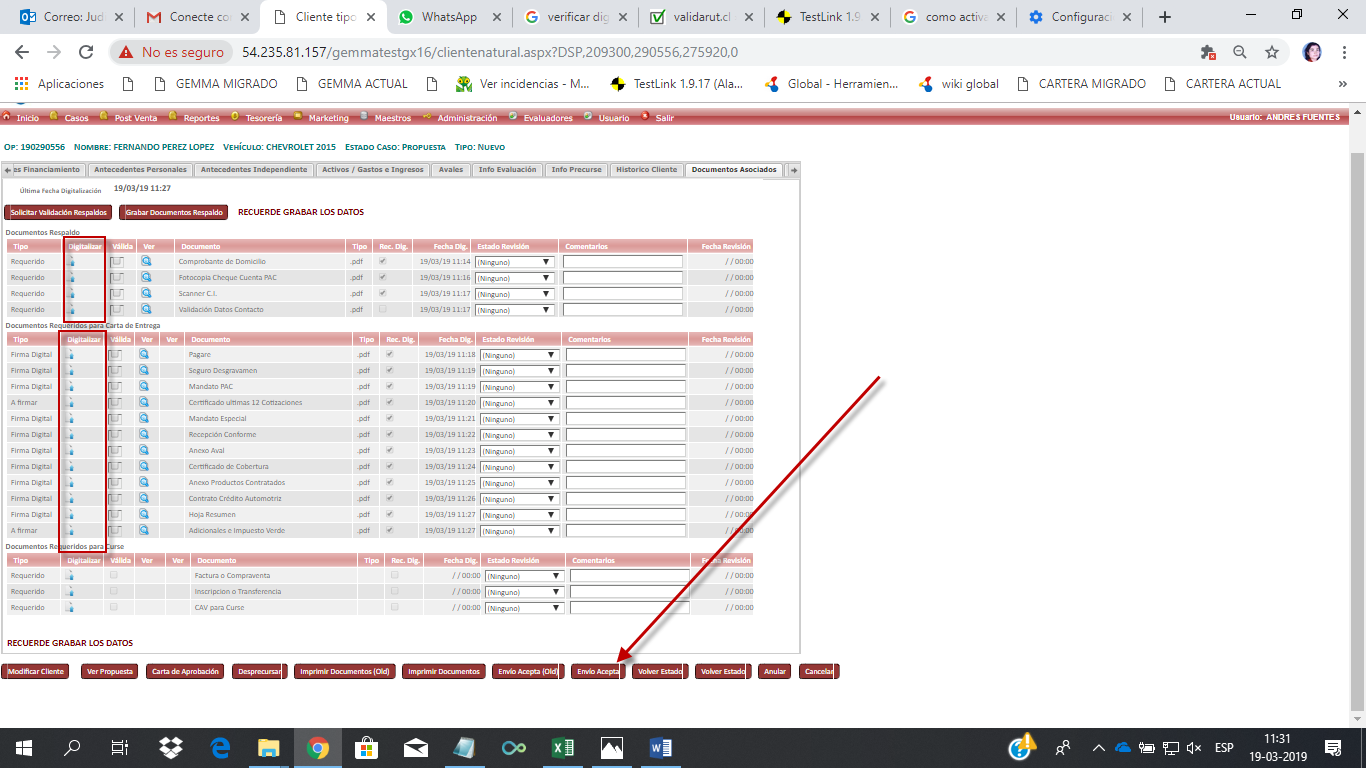 Correo: Jud
Conecte co
Cliente tipo
WhatsApp
verificar dig
validarut.cl
TestLink 1.9
como activa
Configuraci
No es seguro
54.235.81.157/gemmatestgx16/clientenatural.aspx?DSP,209300,290556,275920,0
Aplicaciones
GEMMA MIGRADO
GEMMA ACTUAL
Ver incidencias - M...
TestLink 1.9.17 (Ala...
Global - Herramien...
wiki global
CARTERA MIGRADO
CARTERA ACTUAL
»
Inicio Casos Post Venta Reportes Tesorería Marketing Maestros Administración Evaluadores Usuario Salir
Usuario: ANDRES FUENTES
Op: 190290556 Nombre: FERNANDO PEREZ LOPEZ Vehículo: CHEVROLET 2015 Estado Caso: Propuesta Tipo: Nuevo
es Financiamiento Antecedentes Personales Antecedentes Independiente Activos / Gastos e Ingresos Avales Info Evaluación Info Precurse Historico Cliente Documentos Asociados
Última Fecha Digitalización 19/03/19 11:27
Solicitar Validación Respaldos Grabar Documentos Respaldo RECUERDE GRABAR LOS DATOS
Documentos Respaldo
Tipo Digitalizar Válida Ver Documento Tipo Rec. Dig. Fecha Dig. Estado Revisión Comentarios Fecha Revisión
Requerido Comprobante de Domicilio .pdf 19/03/19 11:14 (Ninguno) / / 00:00
Requerido Fotocopia Cheque Cuenta PAC .pdf 19/03/19 11:16 (Ninguno) / / 00:00
Requerido Scanner C.I. .pdf 19/03/19 11:17 (Ninguno) / / 00:00
Requerido Validación Datos Contacto .pdf 19/03/19 11:17 (Ninguno) / / 00:00
Documentos Requeridos para Carta de Entrega
Tipo Digitalizar Válida Ver Ver Documento Tipo Rec. Dig. Fecha Dig. Estado Revisión Comentarios Fecha Revisión
Firma Digital Pagare .pdf 19/03/19 11:18 (Ninguno) / / 00:00
Firma Digital Seguro Desgravamen .pdf 19/03/19 11:19 (Ninguno) / / 00:00
Firma Digital Mandato PAC .pdf 19/03/19 11:19 (Ninguno) / / 00:00
A firmar Certificado ultimas 12 Cotizaciones .pdf 19/03/19 11:20 (Ninguno) / / 00:00
Firma Digital Mandato Especial .pdf 19/03/19 11:21 (Ninguno) / / 00:00
Firma Digital Recepción Conforme .pdf 19/03/19 11:22 (Ninguno) / / 00:00
Firma Digital Anexo Aval .pdf 19/03/19 11:23 (Ninguno) / / 00:00
Firma Digital Certificado de Cobertura .pdf 19/03/19 11:24 (Ninguno) / / 00:00
Firma Digital Anexo Productos Contratados .pdf 19/03/19 11:25 (Ninguno) / / 00:00
Firma Digital Contrato Crédito Automotriz .pdf 19/03/19 11:26 (Ninguno) / / 00:00
Firma Digital Hoja Resumen .pdf 19/03/19 11:27 (Ninguno) / / 00:00
A firmar Adicionales e Impuesto Verde .pdf 19/03/19 11:27 (Ninguno) / / 00:00
Documentos Requeridos para Curse
Tipo Digitalizar Válida Ver Ver Documento Tipo Rec. Dig. Fecha Dig. Estado Revisión Comentarios Fecha Revisión
Requerido Factura o Compraventa / / 00:00 (Ninguno) / / 00:00
Requerido Inscripcion o Transferencia / / 00:00 (Ninguno) / / 00:00
Requerido CAV para Curse / / 00:00 (Ninguno) / / 00:00
RECUERDE GRABAR LOS DATOS
Modificar Cliente Ver Propuesta Carta de Aprobación Desprecursar Imprimir Documentos (Old) Imprimir Documentos Envío Acepta (Old) Envío Acepta Volver Estado Volver Estado Anular Cancelar
ESP
11:31
19-03-2019